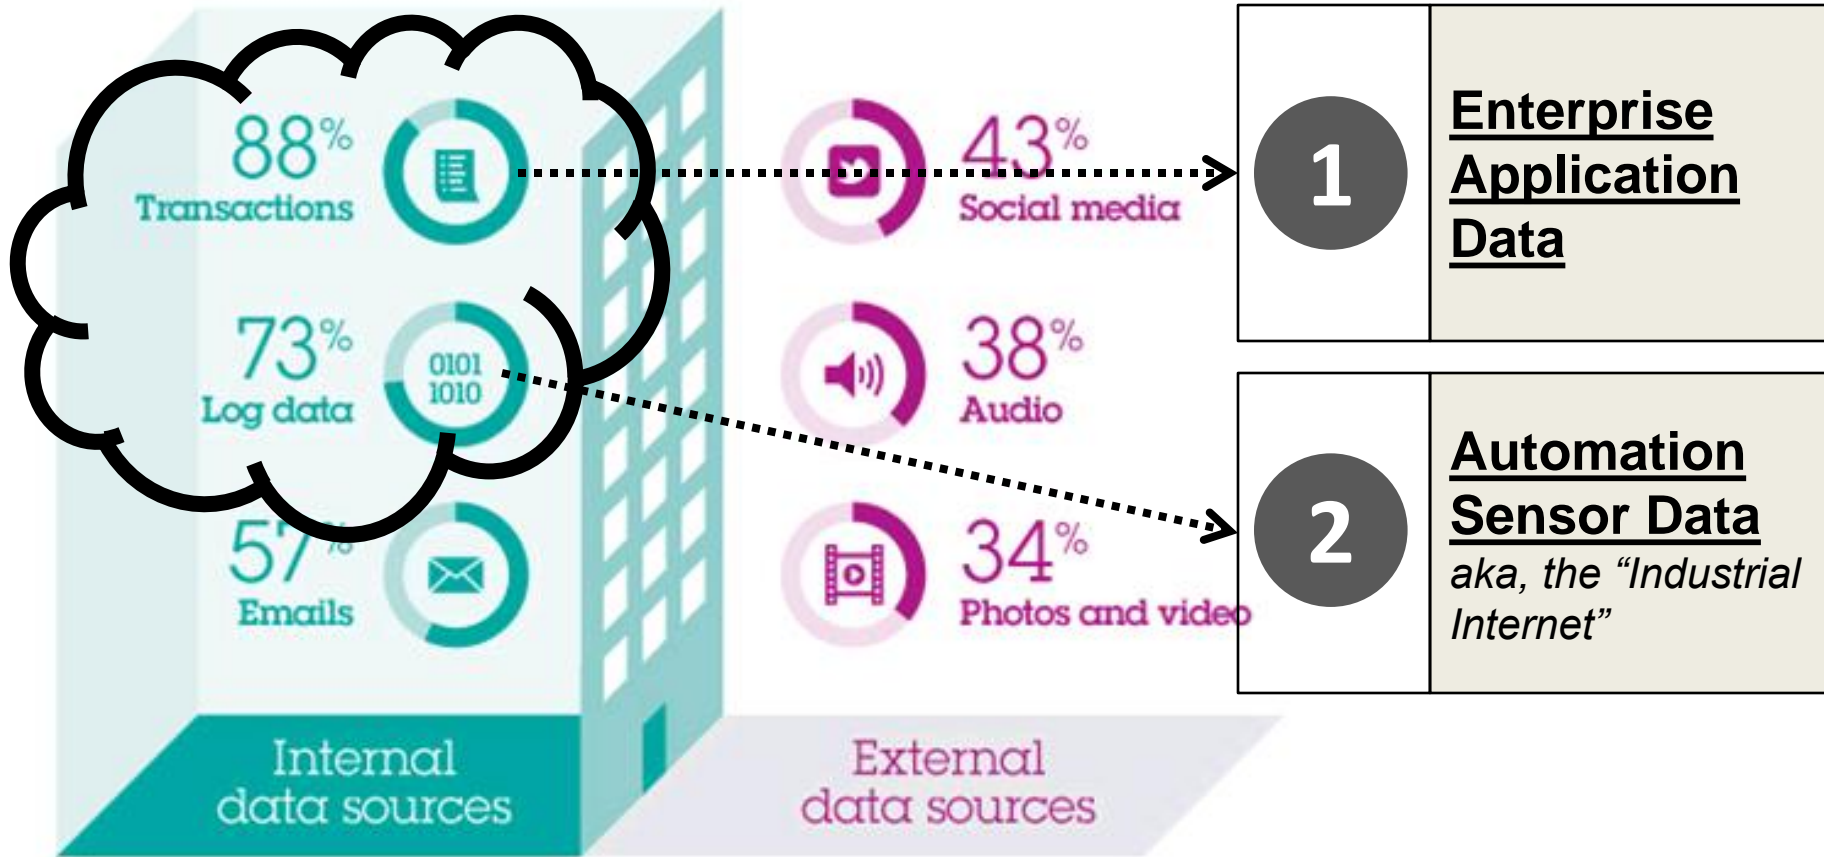 88%
Transactions
73%
Log data
0101
1010
57%
Emails
Internal
data sources
43%
Social media
38%
Audio
34%
Photos and video
External
data sources
1
Enterprise
Application
Data
2
Automation
Sensor Data
aka, the “Industrial
Internet”